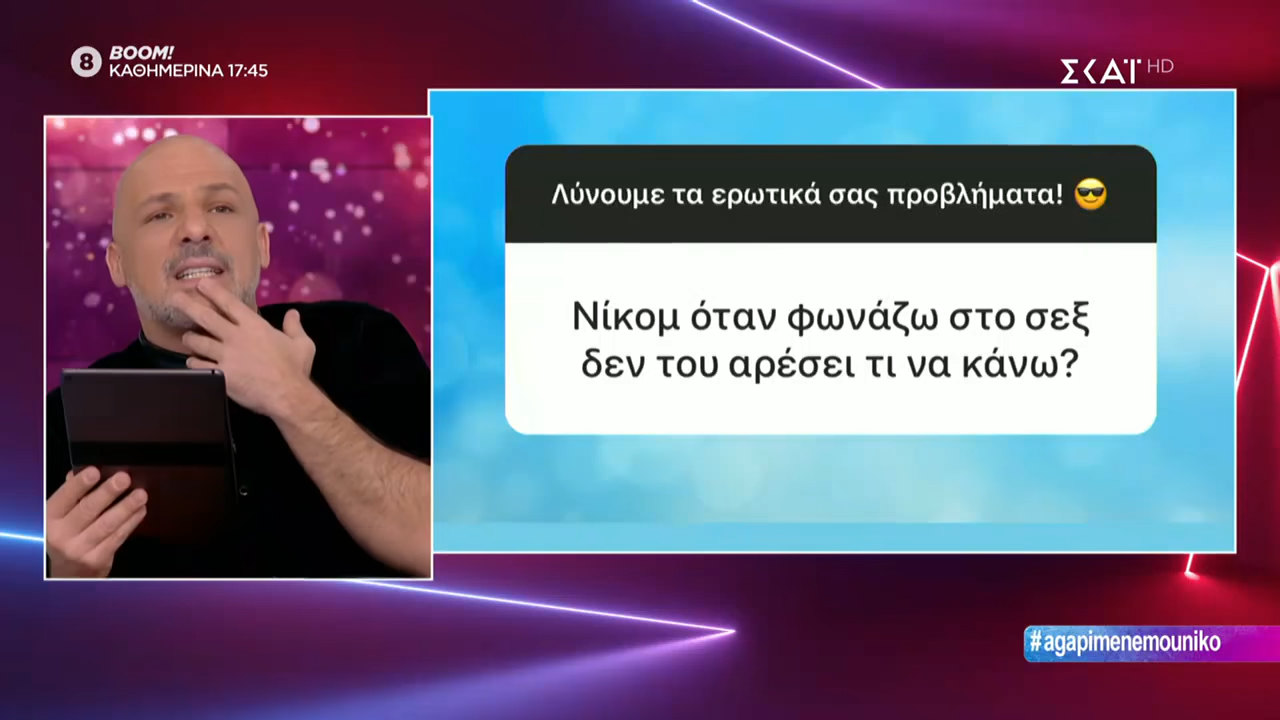 BOOM!
8 ΚΑΘΗΜΕΡΙΝΑ 17:45
ΣΚΑΪ HD
Λύνουμε τα ερωτικά σας προβλήματα! 😎
Νίκομ όταν φωνάζω στο σεξ
δεν του αρέσει τι να κάνω?
#agapimenemouniko